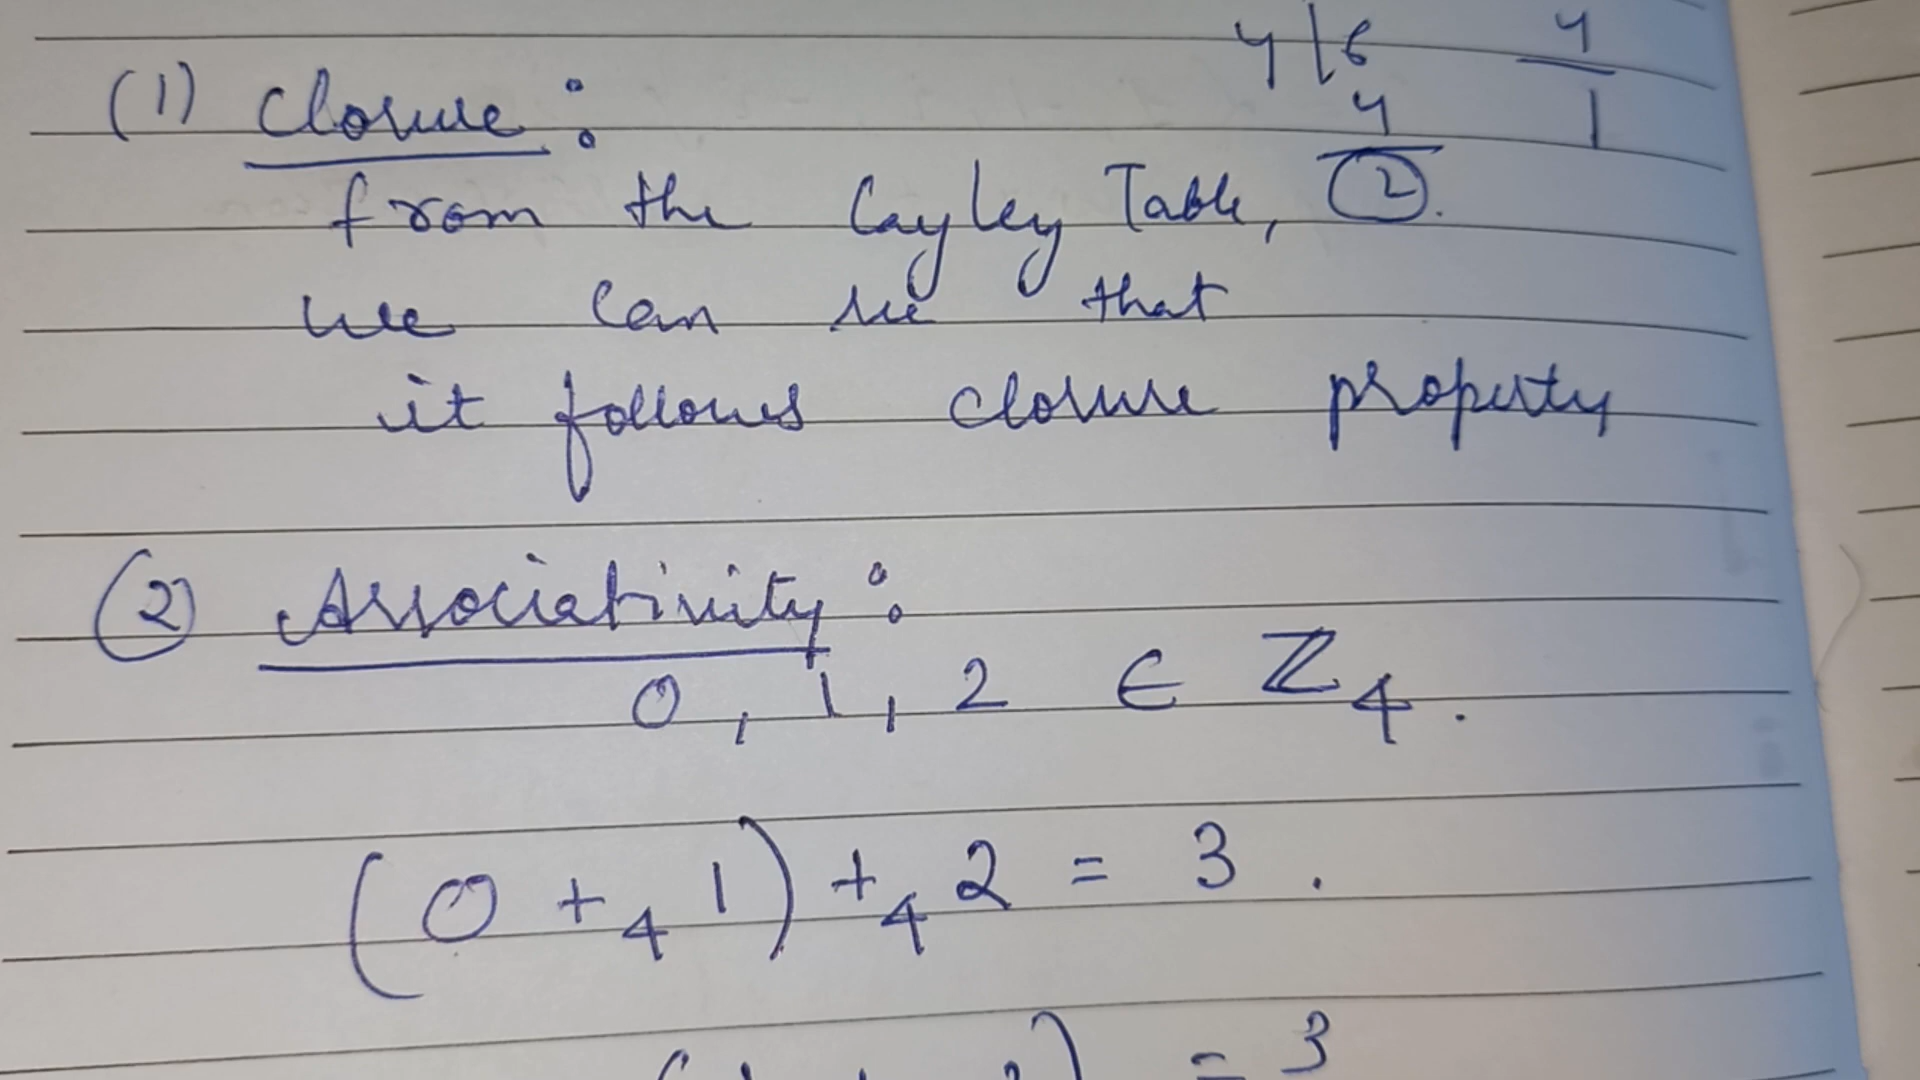 4|6 4
(1) Closure : 4 1
from the Cayley Table, 2.
we can see that
it follows closure property
(2) Associativity :
0, 1, 2 ∈ ℤ₄.
(0 +₄ 1) +₄ 2 = 3.
) = 3